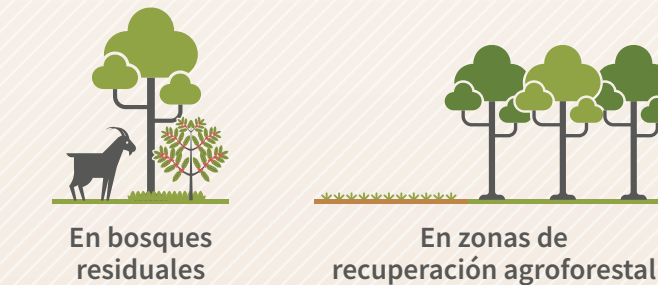 En bosques
residuales
En zonas de
recuperación agroforestal